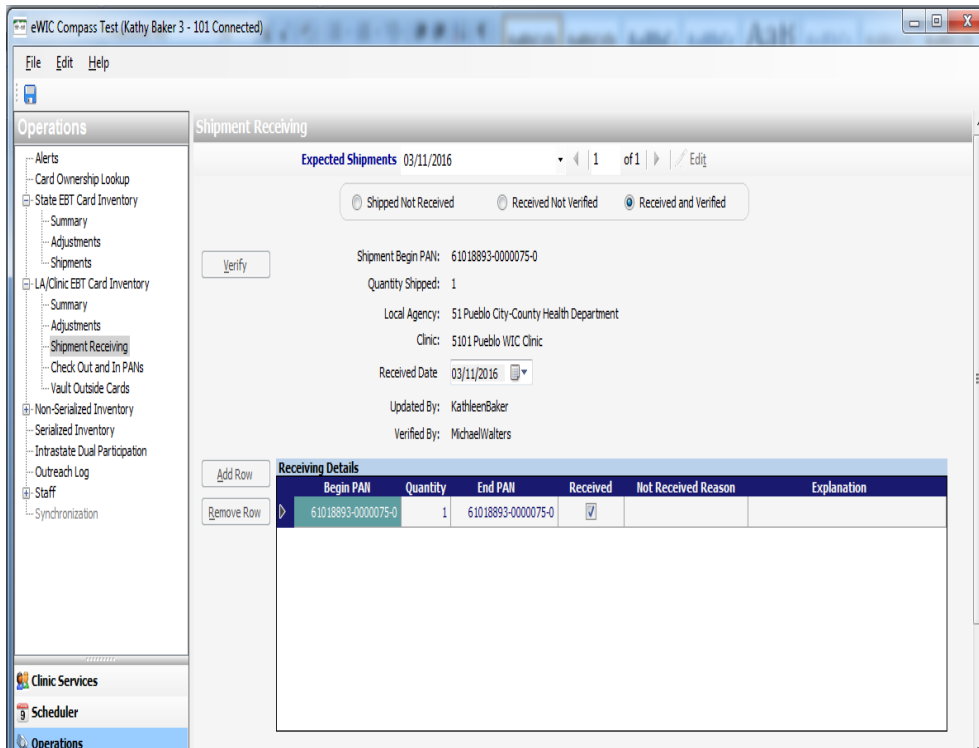 eWIC Compass Test (Kathy Baker 3 - 101 Connected)
File Edit Help
Operations
Alerts
Card Ownership Lookup
State EBT Card Inventory
Summary
Adjustments
Shipments
LA/Clinic EBT Card Inventory
Summary
Adjustments
Shipment Receiving
Check Out and In PANs
Vault Outside Cards
Non-Serialized Inventory
Serialized Inventory
Intrastate Dual Participation
Outreach Log
Staff
Synchronization
Clinic Services
9 Scheduler
Operations
Shipment Receiving
Expected Shipments 03/11/2016 1 of 1 Edit
Shipped Not Received Received Not Verified Received and Verified
Verify
Shipment Begin PAN: 61018893-0000075-0
Quantity Shipped: 1
Local Agency: 51 Pueblo City-County Health Department
Clinic: 5101 Pueblo WIC Clinic
Received Date 03/11/2016
Updated By: KathleenBaker
Verified By: MichaelWalters
Add Row
Remove Row
Receiving Details
Begin PAN Quantity End PAN Received Not Received Reason Explanation
61018893-0000075-0 1 61018893-0000075-0